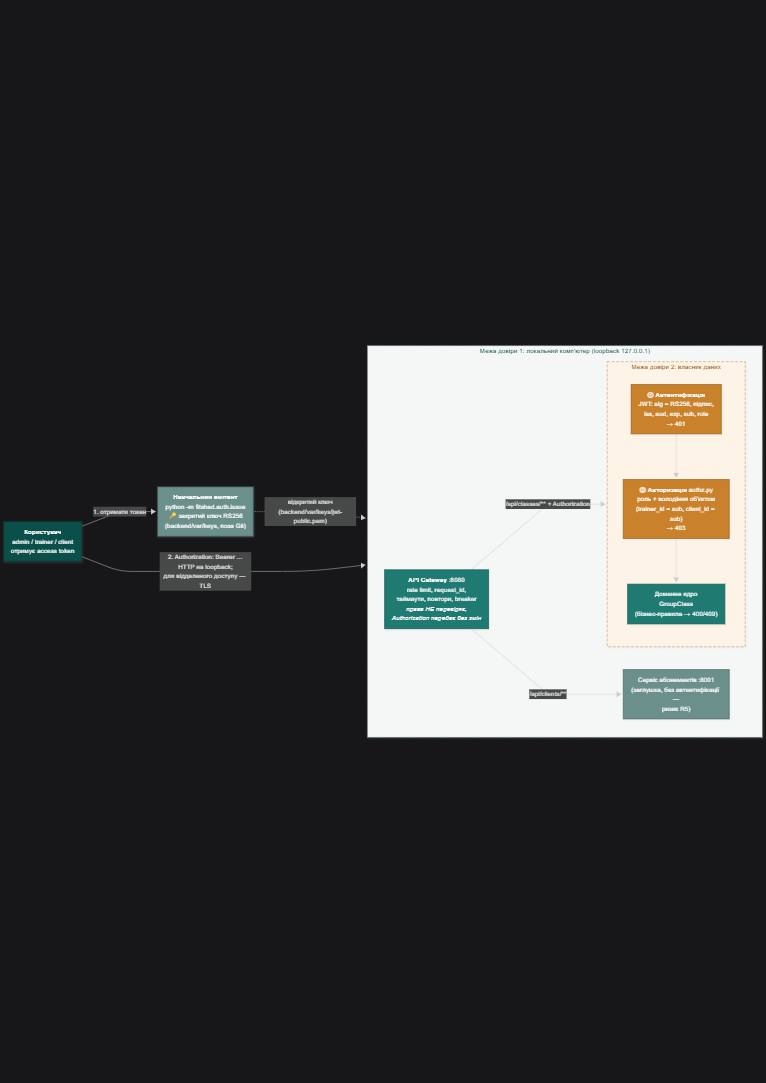 Межа довіри 1: локальний комп'ютер (loopback 127.0.0.1)
Межа довіри 2: власник даних
Автентифікація
JWT: alg = RS256, підпис,
iss, aud, exp, sub, role
→ 401
Авторизація authz.py
роль + володіння об'єктом
(trainer_id = sub, client_id =
sub)
→ 403
Доменне ядро
GroupClass
(бізнес-правила → 400/409)
/api/classes/** + Authorization
Навчальний емітент
python -m fitshed.auth.issue
🔑 закритий ключ RS256
(backend/var/keys, поза Git)
відкритий ключ
(backend/var/keys/jwt-
public.pem)
1. отримати токен
Користувач
admin / trainer / client
отримує access token
2. Authorization: Bearer ...
HTTP на loopback;
для віддаленого доступу —
TLS
API Gateway :8080
rate limit, request_id,
таймаути, повтори, breaker
права НЕ перевіряє,
Authorization передає без змін
/api/clients/**
Сервіс абонементів :8001
(заглушка, без автентифікації
—
ризик R5)